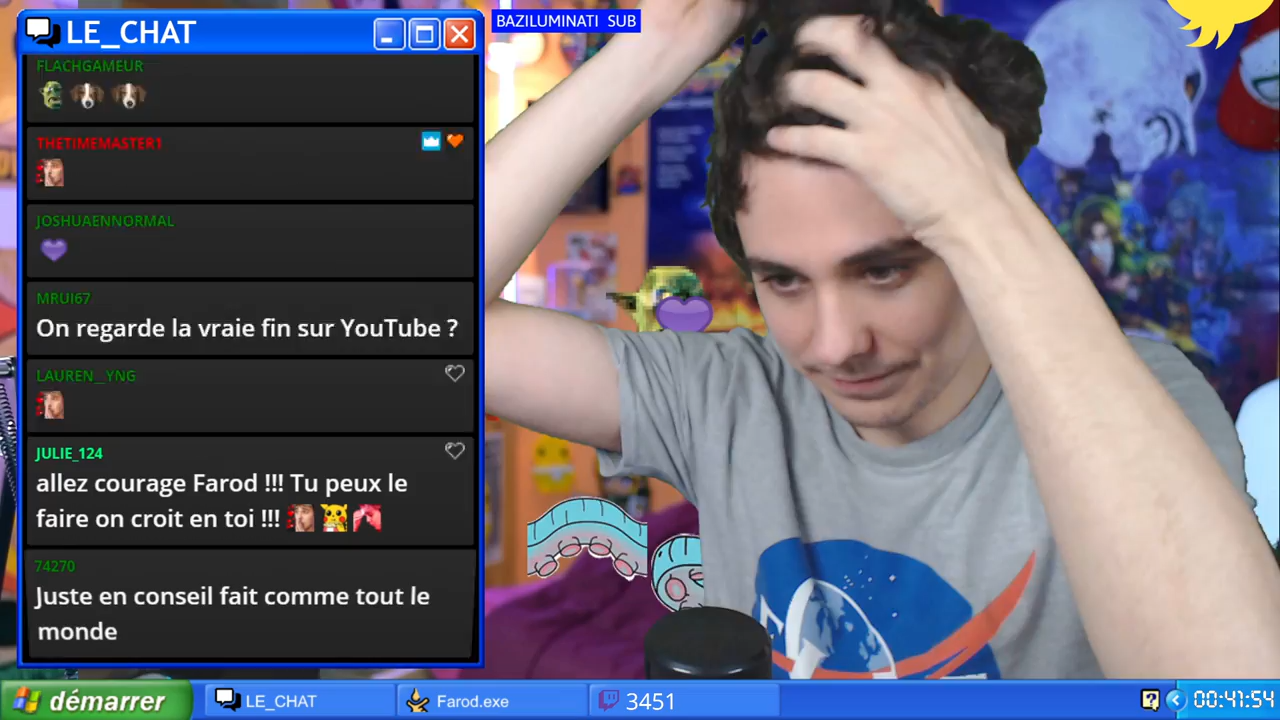 BAZILUMINATI SUB
LE_CHAT
FLACHGAMEUR
THETIMEMASTER1
JOSHUAENNORMAL
MRUI67
On regarde la vraie fin sur YouTube ?
LAUREN__YNG
JULIE_124
allez courage Farod !!! Tu peux le
faire on croit en toi !!!
74270
Juste en conseil fait comme tout le
monde
démarrer
LE_CHAT
Farod.exe
3451
00:41:54